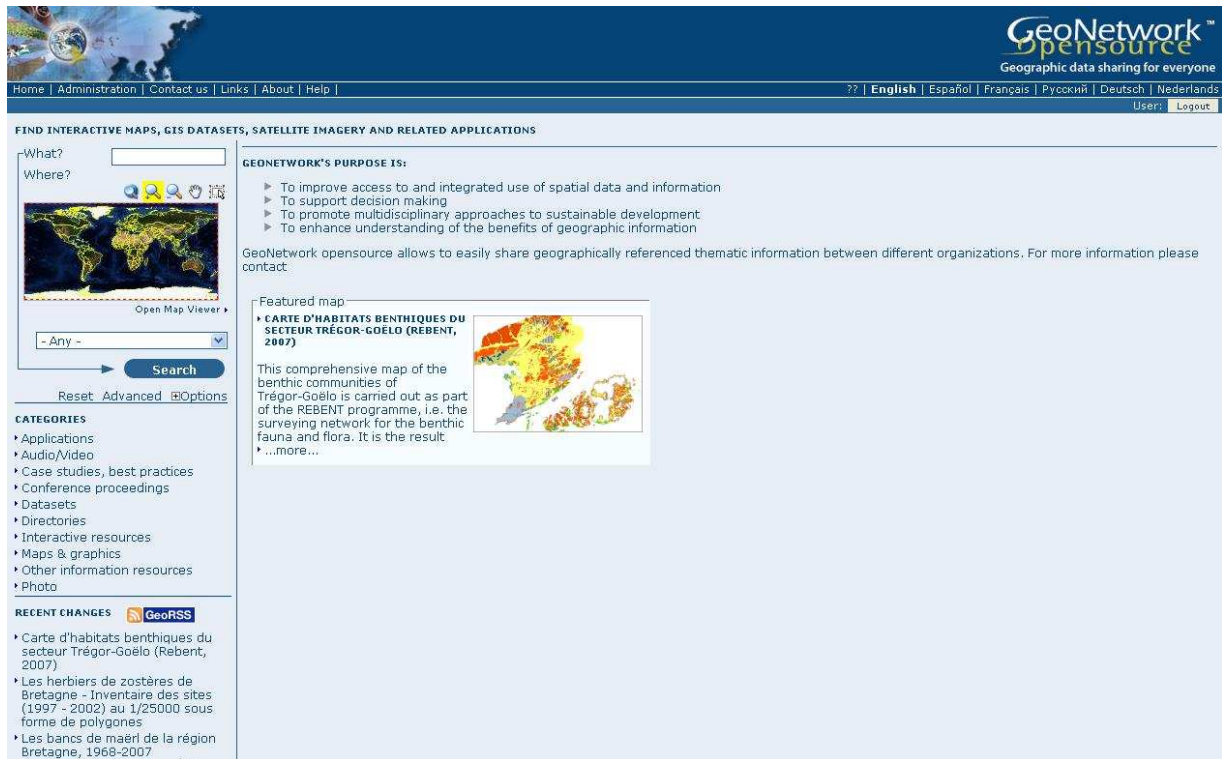 GeoNetwork™
Opensource
Geographic data sharing for everyone
Home | Administration | Contact us | Links | About | Help |
?? | English | Español | Français | Русский | Deutsch | Nederlands
User: Logout
FIND INTERACTIVE MAPS, GIS DATASETS, SATELLITE IMAGERY AND RELATED APPLICATIONS
What?
Where?
Open Map Viewer
- Any -
Search
Reset Advanced Options
CATEGORIES
Applications
Audio/Video
Case studies, best practices
Conference proceedings
Datasets
Directories
Interactive resources
Maps & graphics
Other information resources
Photo
RECENT CHANGES GeoRSS
Carte d'habitats benthiques du
secteur Trégor-Goëlo (Rebent,
2007)
Les herbiers de zostères de
Bretagne - Inventaire des sites
(1997 - 2002) au 1/25000 sous
forme de polygones
Les bancs de maërl de la région
Bretagne, 1968-2007
GEONETWORK'S PURPOSE IS:
To improve access to and integrated use of spatial data and information
To support decision making
To promote multidisciplinary approaches to sustainable development
To enhance understanding of the benefits of geographic information
GeoNetwork opensource allows to easily share geographically referenced thematic information between different organizations. For more information please
contact
Featured map
CARTE D'HABITATS BENTHIQUES DU
SECTEUR TRÉGOR-GOËLO (REBENT,
2007)
This comprehensive map of the
benthic communities of
Trégor-Goëlo is carried out as part
of the REBENT programme, i.e. the
surveying network for the benthic
fauna and flora. It is the result
...more...